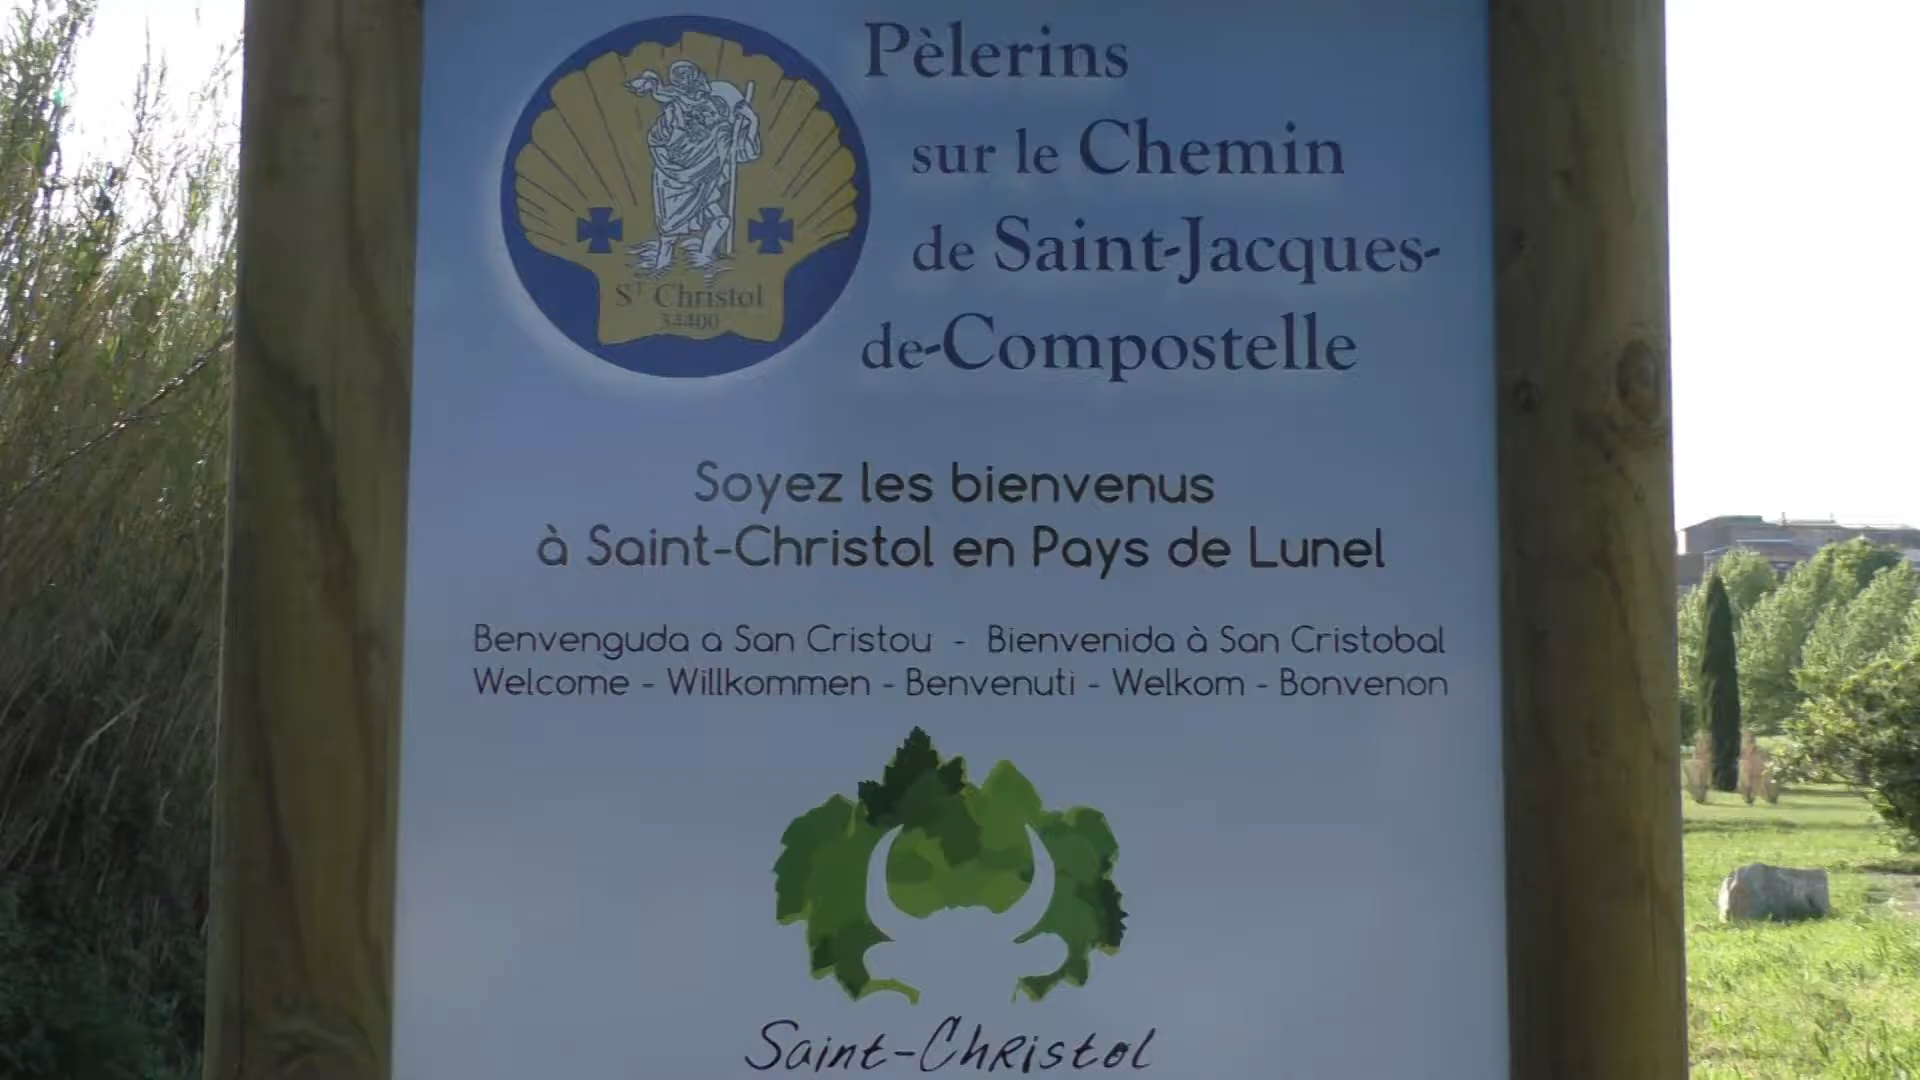 Pèlerins
sur le Chemin
de Saint-Jacques-
de-Compostelle
ST Christol
34400
Soyez les bienvenus
à Saint-Christol en Pays de Lunel
Benvenguda a San Cristou - Bienvenida à San Cristobal
Welcome - Willkommen - Benvenuti - Welkom - Bonvenon
Saint-Christol